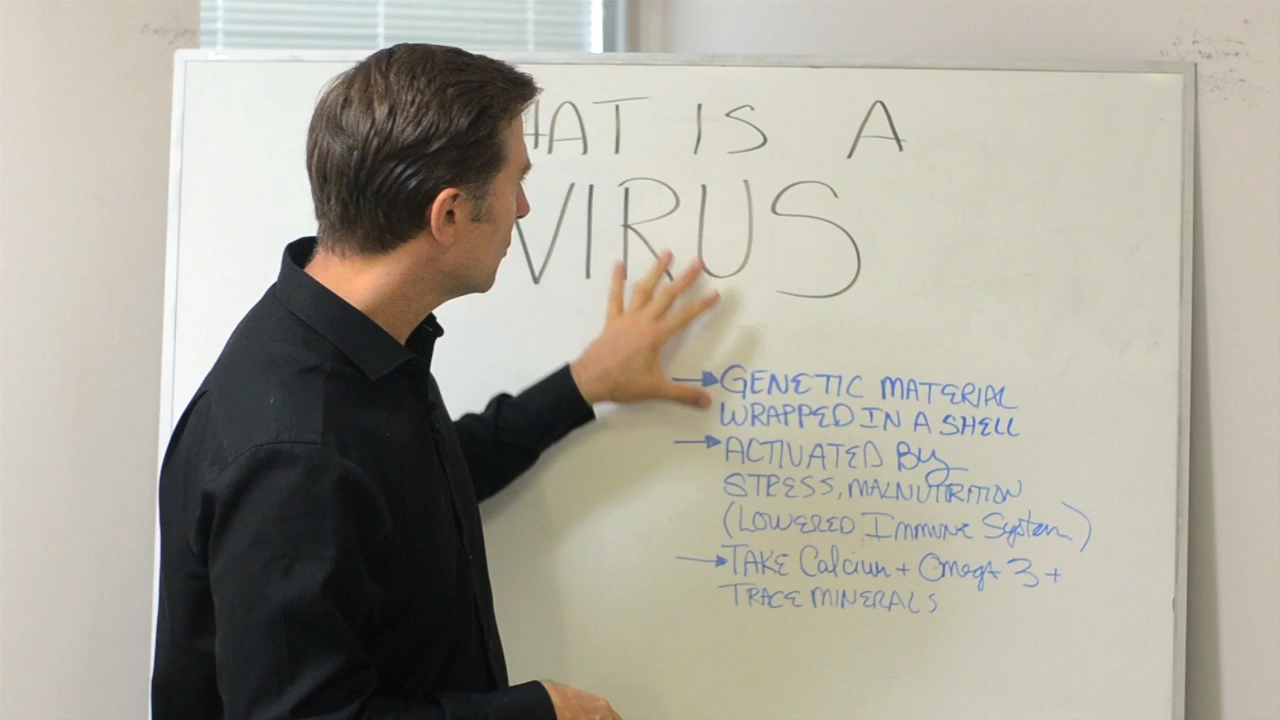 HAT IS A
VIRUS
GENETIC MATERIAL
WRAPPED IN A SHELL
ACTIVATED By
STRESS, MALNUTRITION
(LOWERED Immune System)
TAKE Calcium + Omega 3 +
TRACE MINERALS